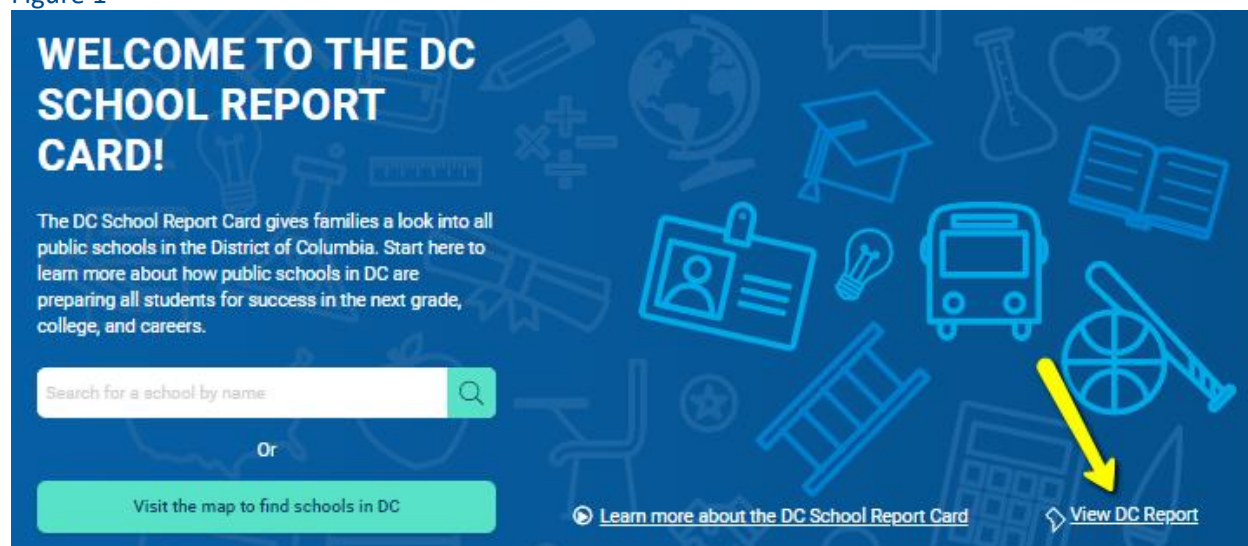 Figure 1
WELCOME TO THE DC
SCHOOL REPORT
CARD!
The DC School Report Card gives families a look into all
public schools in the District of Columbia. Start here to
learn more about how public schools in DC are
preparing all students for success in the next grade,
college, and careers.
Search for a school by name
Or
Visit the map to find schools in DC
Learn more about the DC School Report Card
View DC Report